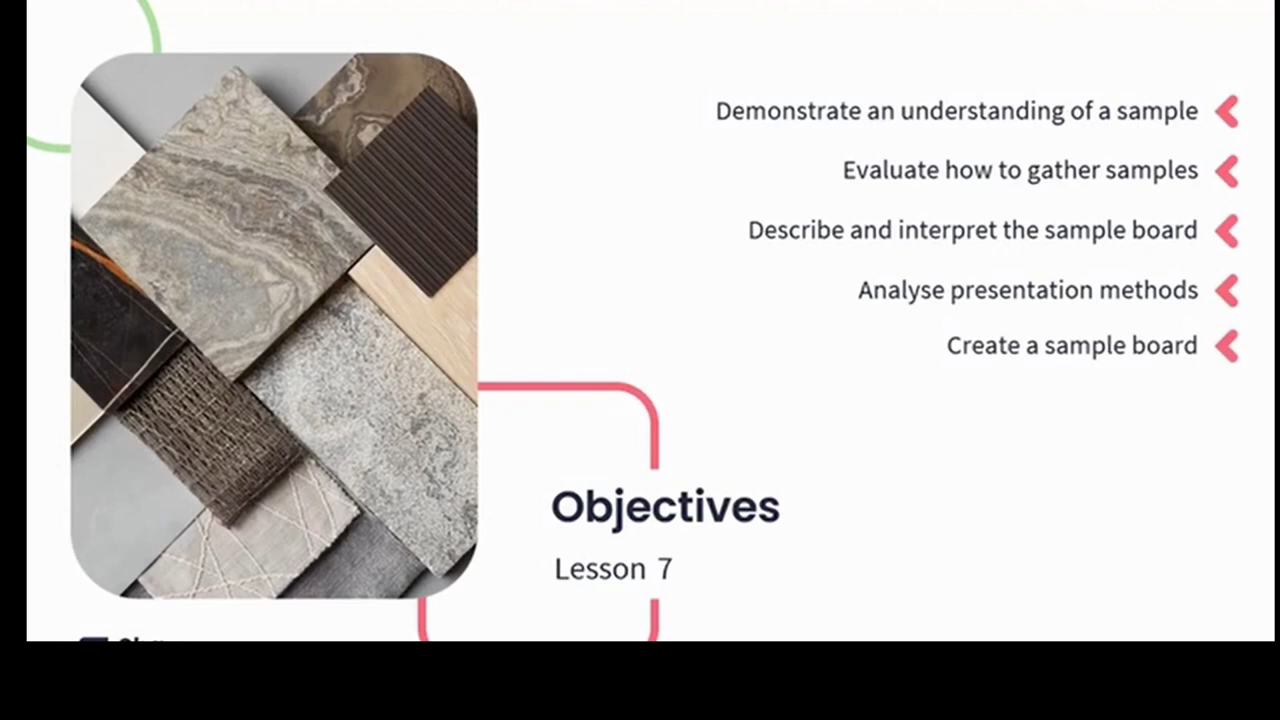 Demonstrate an understanding of a sample
Evaluate how to gather samples
Describe and interpret the sample board
Analyse presentation methods
Create a sample board
Objectives
Lesson 7